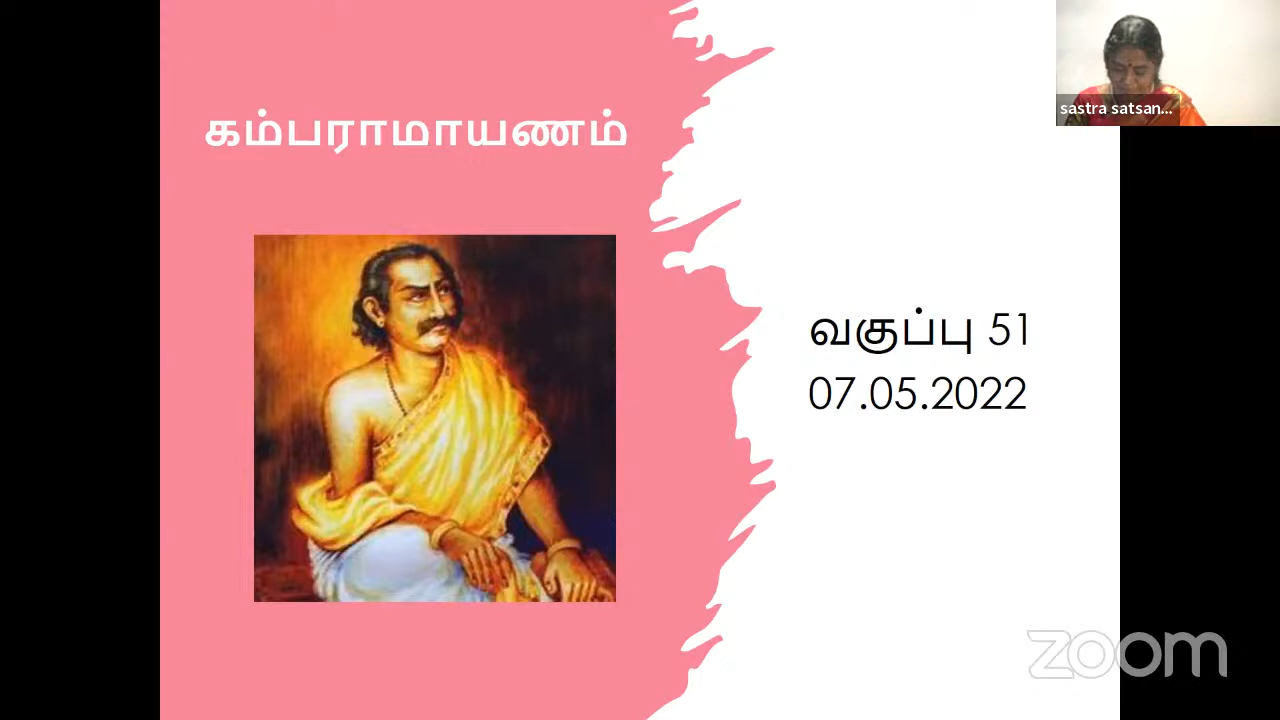 sastra satsan...
கம்பராமாயணம்
வகுப்பு 51
07.05.2022
zoom